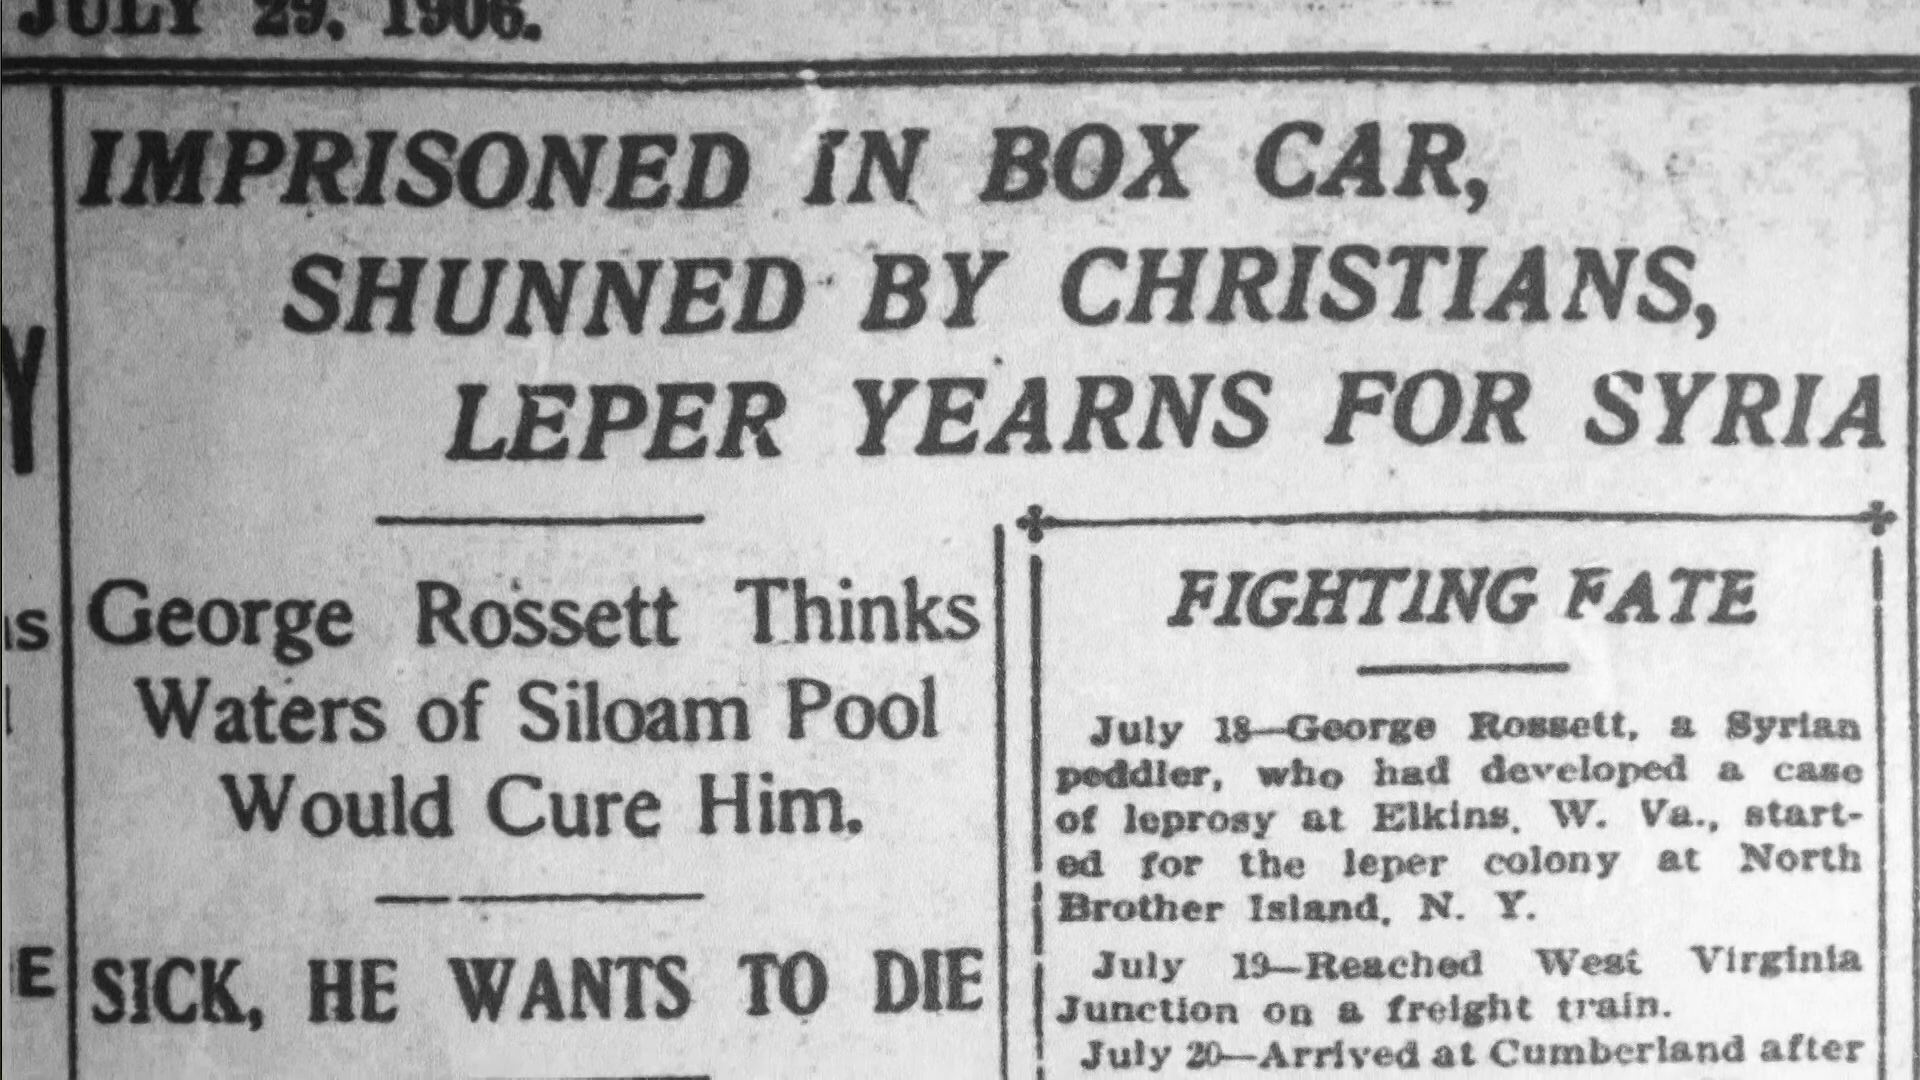 JULY 29, 1906.
IMPRISONED IN BOX CAR,
SHUNNED BY CHRISTIANS,
LEPER YEARNS FOR SYRIA
George Rossett Thinks
Waters of Siloam Pool
Would Cure Him.
SICK, HE WANTS TO DIE
FIGHTING FATE
July 18—George Rossett, a Syrian
peddler, who had developed a case
of leprosy at Elkins, W. Va., start-
ed for the leper colony at North
Brother Island, N. Y.
July 19—Reached West Virginia
Junction on a freight train.
July 20—Arrived at Cumberland after